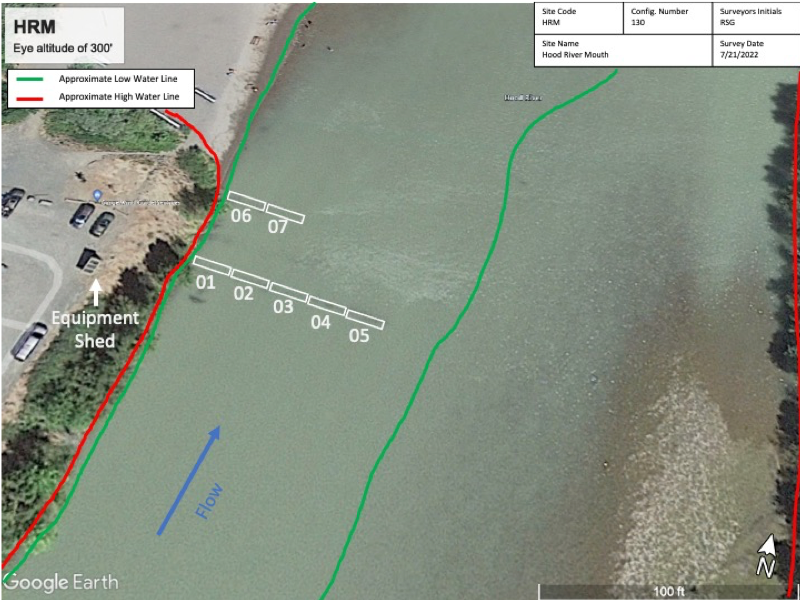 HRM
Eye altitude of 300'
Approximate Low Water Line
Approximate High Water Line
Site Code
HRM
Config. Number
130
Surveyors Initials
RSG
Site Name
Hood River Mouth
Survey Date
7/21/2022
06
07
01
02
03
04
05
Equipment
Shed
Flow
N
Google Earth
100 ft